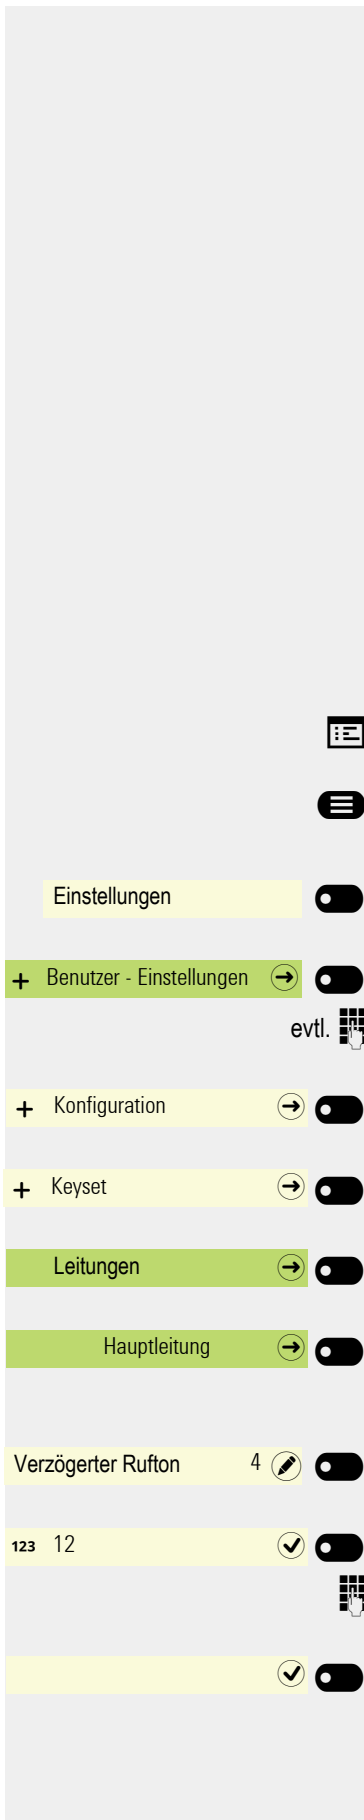 Einstellungen
+ Benutzer - Einstellungen
evtl.
+ Konfiguration
+ Keyset
Leitungen
Hauptleitung
Verzögerter Rufton 4
123 12